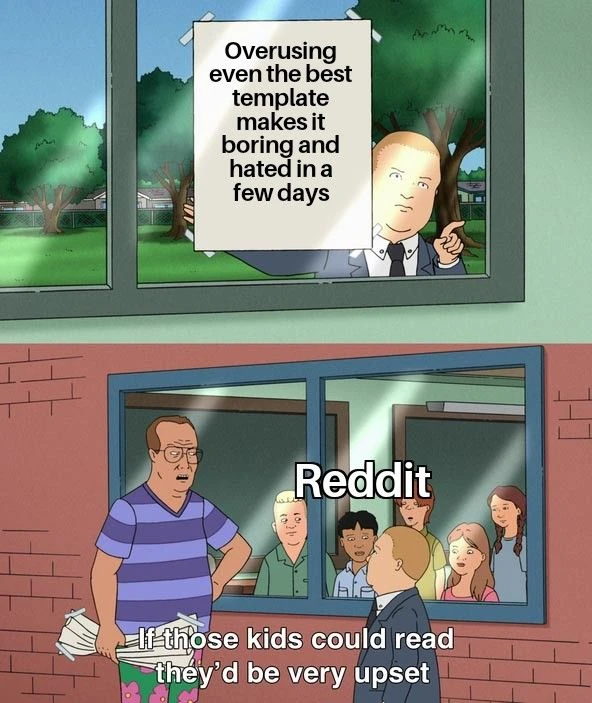 Overusing
even the best
template
makes it
boring and
hated in a
few days
Reddit
If those kids could read
they'd be very upset